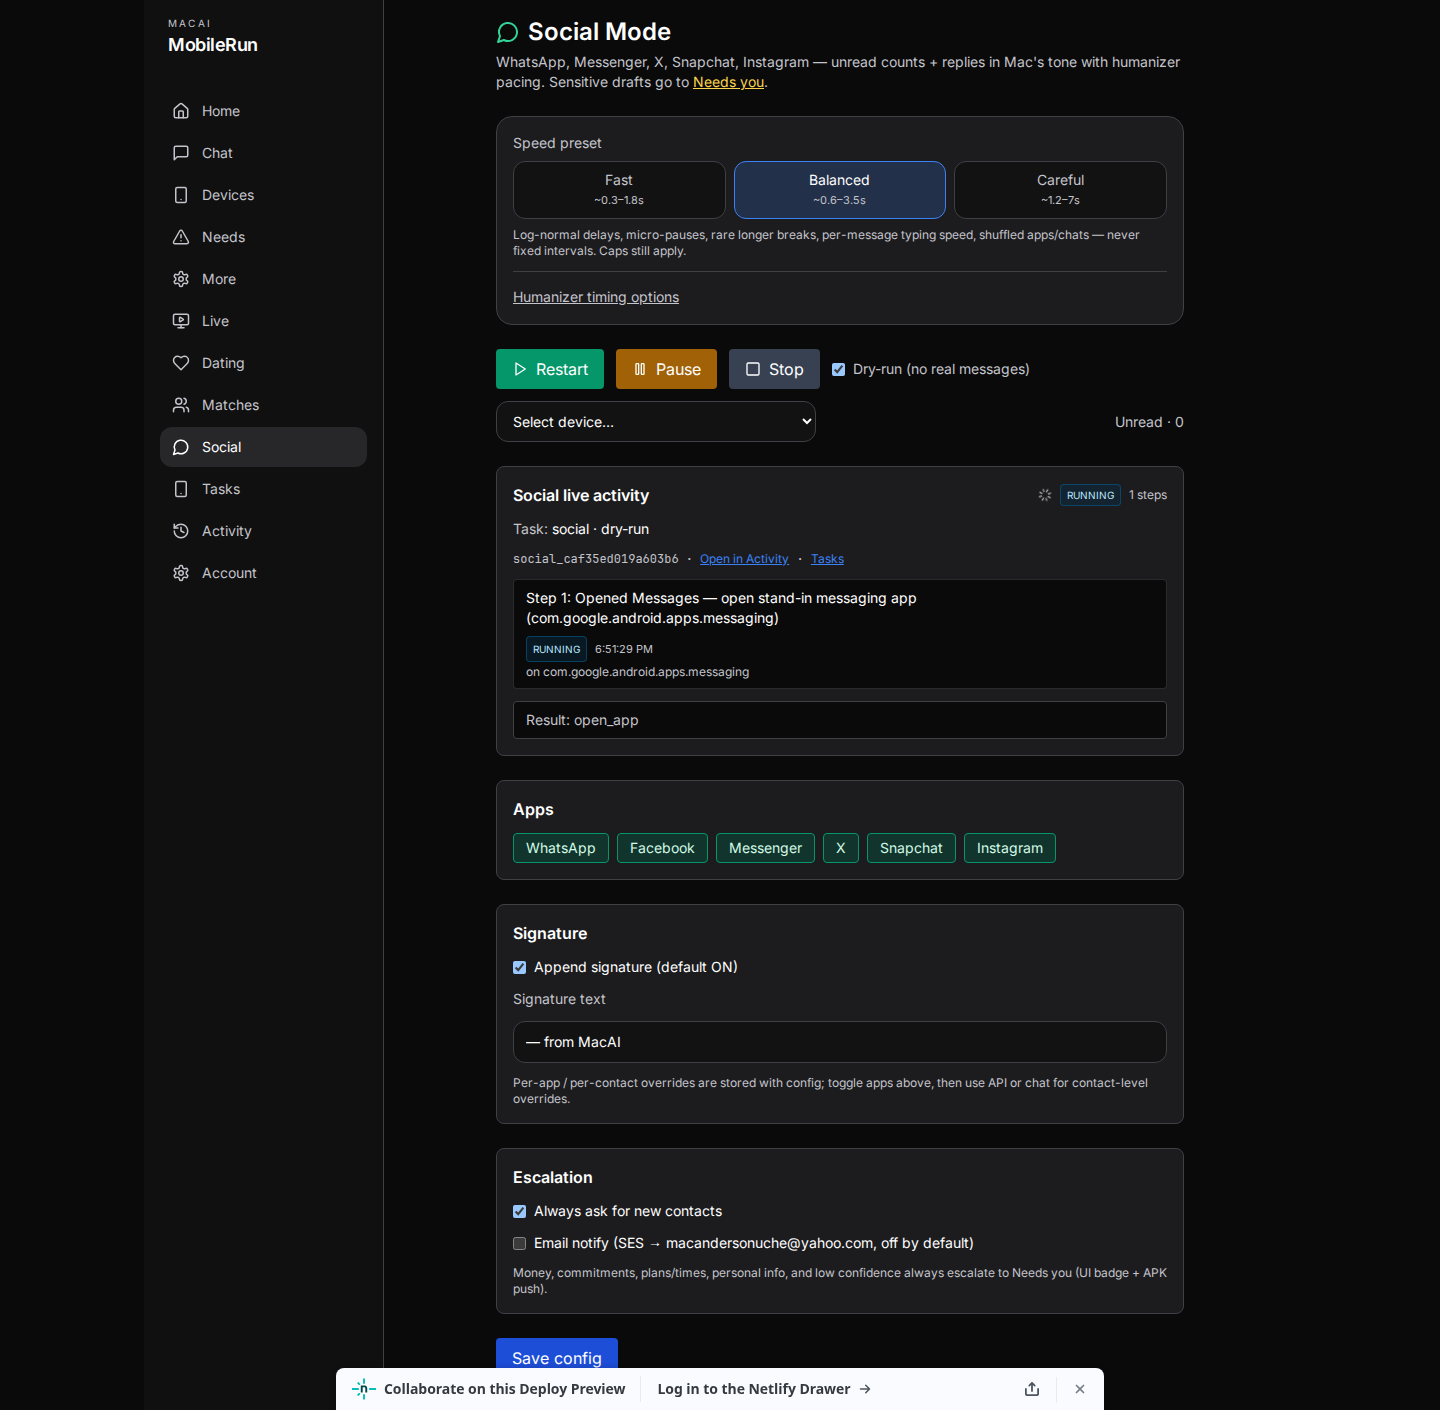 MACAI
MobileRun
Home
Chat
Devices
Needs
More
Live
Dating
Matches
Social
Tasks
Activity
Account
Social Mode
WhatsApp, Messenger, X, Snapchat, Instagram — unread counts + replies in Mac's tone with humanizer
pacing. Sensitive drafts go to Needs you.
Speed preset
Fast
~0.3–1.8s
Balanced
~0.6–3.5s
Careful
~1.2–7s
Log-normal delays, micro-pauses, rare longer breaks, per-message typing speed, shuffled apps/chats — never
fixed intervals. Caps still apply.
Humanizer timing options
Restart
Pause
Stop
Dry-run (no real messages)
Select device...
Unread · 0
Social live activity
RUNNING
1 steps
Task: social · dry-run
social_caf35ed019a603b6 · Open in Activity · Tasks
Step 1: Opened Messages — open stand-in messaging app
(com.google.android.apps.messaging)
RUNNING 6:51:29 PM
on com.google.android.apps.messaging
Result: open_app
Apps
WhatsApp
Facebook
Messenger
X
Snapchat
Instagram
Signature
Append signature (default ON)
Signature text
— from MacAI
Per-app / per-contact overrides are stored with config; toggle apps above, then use API or chat for contact-level
overrides.
Escalation
Always ask for new contacts
Email notify (SES → macandersonuche@yahoo.com, off by default)
Money, commitments, plans/times, personal info, and low confidence always escalate to Needs you (UI badge + APK
push).
Save config
Collaborate on this Deploy Preview
Log in to the Netlify Drawer →